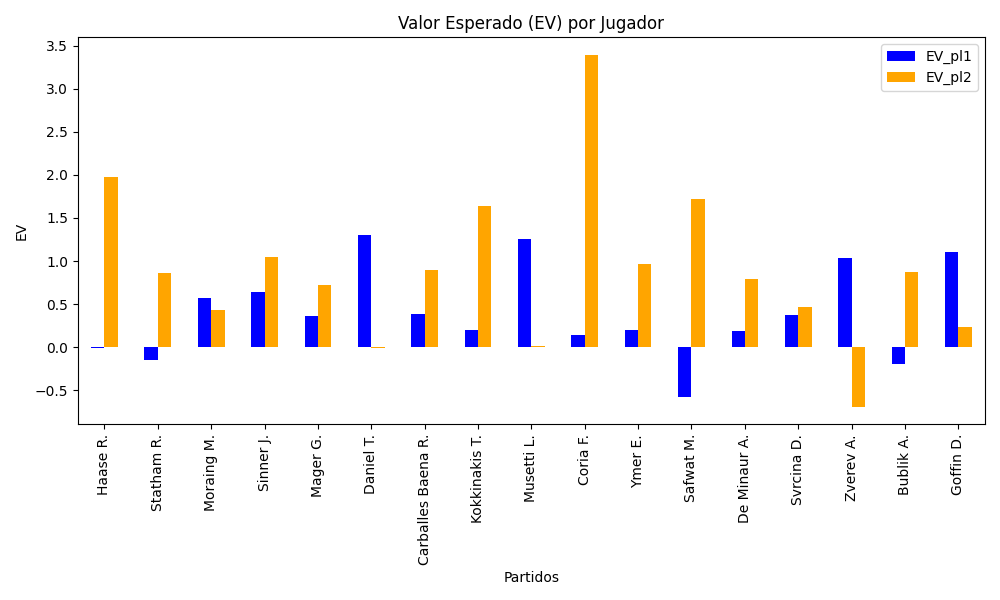 Valor Esperado (EV) por Jugador
EV_pl1
EV_pl2
EV
3.5
3.0
2.5
2.0
1.5
1.0
0.5
0.0
−0.5
Haase R.
Statham R.
Moraing M.
Sinner J.
Mager G.
Daniel T.
Carballes Baena R.
Kokkinakis T.
Musetti L.
Coria F.
Ymer E.
Safwat M.
De Minaur A.
Svrcina D.
Zverev A.
Bublik A.
Goffin D.
Partidos